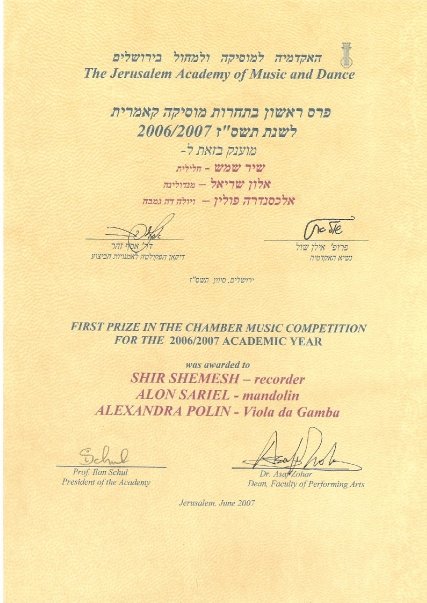 האקדמיה למוסיקה ולמחול בירושלים
The Jerusalem Academy of Music and Dance
פרס ראשון בתחרות מוסיקה קאמרית
לשנת תשס"ז 2006/2007
מוענק בזאת ל-
שיר שמש - חלילית
אלון שריאל – מנדולינה
אלכסנדרה פולין – ויולה דה גמבה
פרופ' אילן שול
נשיא האקדמיה
דר' אסף זהר
דיקאן הפקולטה לאמנויות הביצוע
ירושלים, סיוון תשס"ז
FIRST PRIZE IN THE CHAMBER MUSIC COMPETITION
FOR THE 2006/2007 ACADEMIC YEAR
was awarded to
SHIR SHEMESH – recorder
ALON SARIEL - mandolin
ALEXANDRA POLIN - Viola da Gamba
Schul
Prof. Ilan Schul
President of the Academy
Asaf Zohar
Dr. Asaf Zohar
Dean, Faculty of Performing Arts
Jerusalem, June 2007